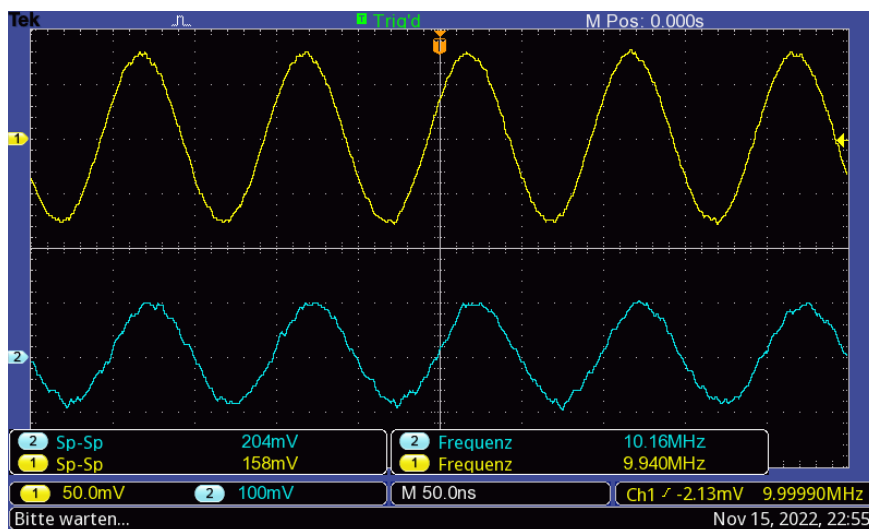 Tek T Trig'd M Pos: 0.000s
T
1
2
2 Sp-Sp 204mV 2 Frequenz 10.16MHz
1 Sp-Sp 158mV 1 Frequenz 9.940MHz
1 50.0mV 2 100mV M 50.0ns Ch1 -2.13mV 9.99990MHz
Bitte warten... Nov 15, 2022, 22:55